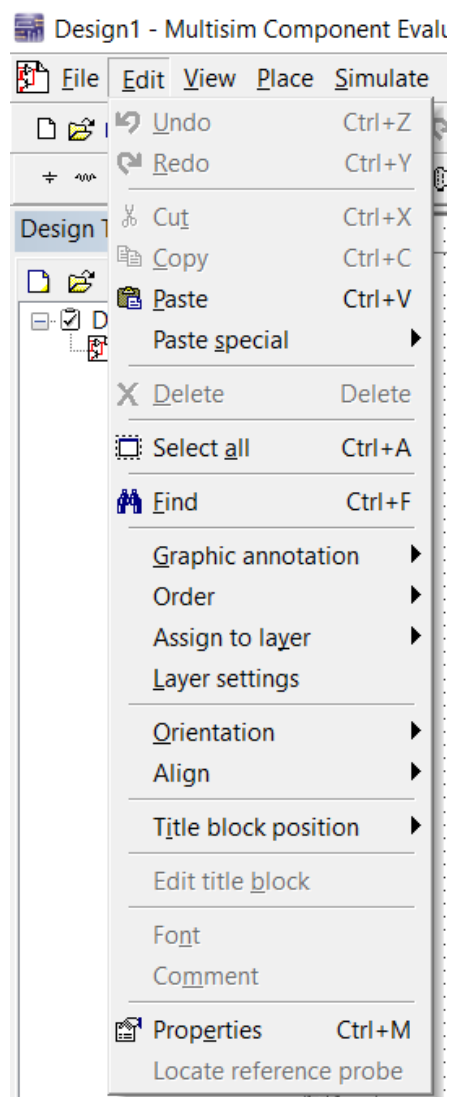 Design1 - Multisim Component Evalu
File Edit View Place Simulate
Undo Ctrl+Z
Redo Ctrl+Y
Cut Ctrl+X
Design T
Copy Ctrl+C
Paste Ctrl+V
D
Paste special
Delete Delete
Select all Ctrl+A
Find Ctrl+F
Graphic annotation
Order
Assign to layer
Layer settings
Orientation
Align
Title block position
Edit title block
Font
Comment
Properties Ctrl+M
Locate reference probe